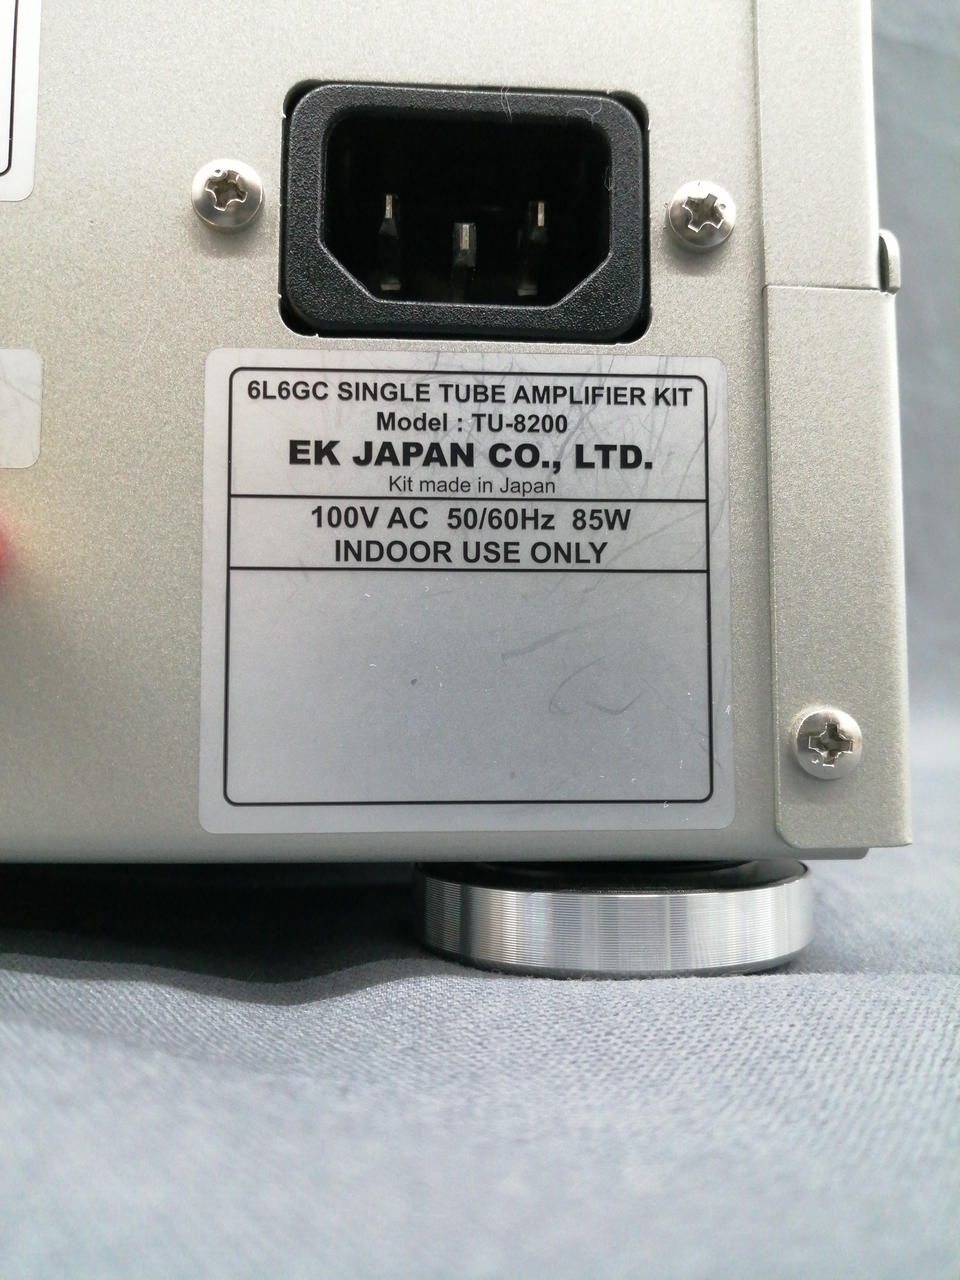 6L6GC SINGLE TUBE AMPLIFIER KIT
Model : TU-8200
EK JAPAN CO., LTD.
Kit made in Japan
100V AC 50/60Hz 85W
INDOOR USE ONLY